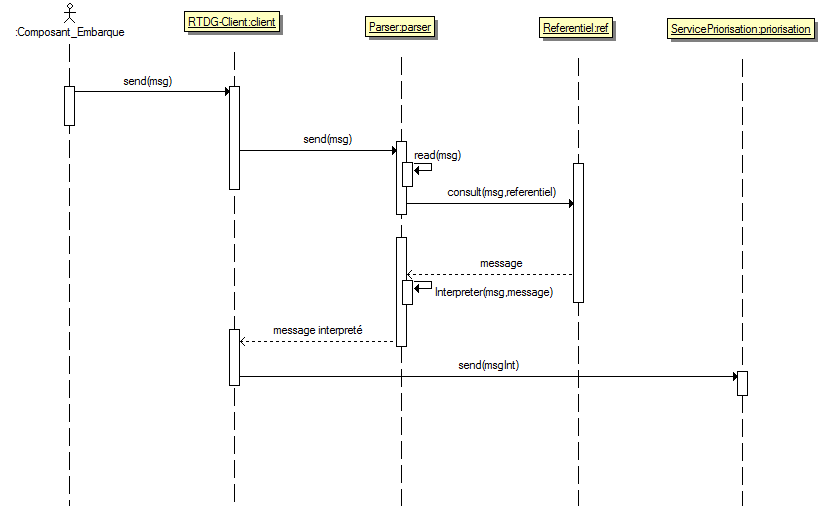 :Composant_Embarque
RTDG-Client:client
Parser:parser
Referentiel:ref
ServicePriorisation:priorisation
send(msg)
send(msg)
read(msg)
consult(msg,referentiel)
message
Interpreter(msg,message)
message interpreté
send(msgInt)